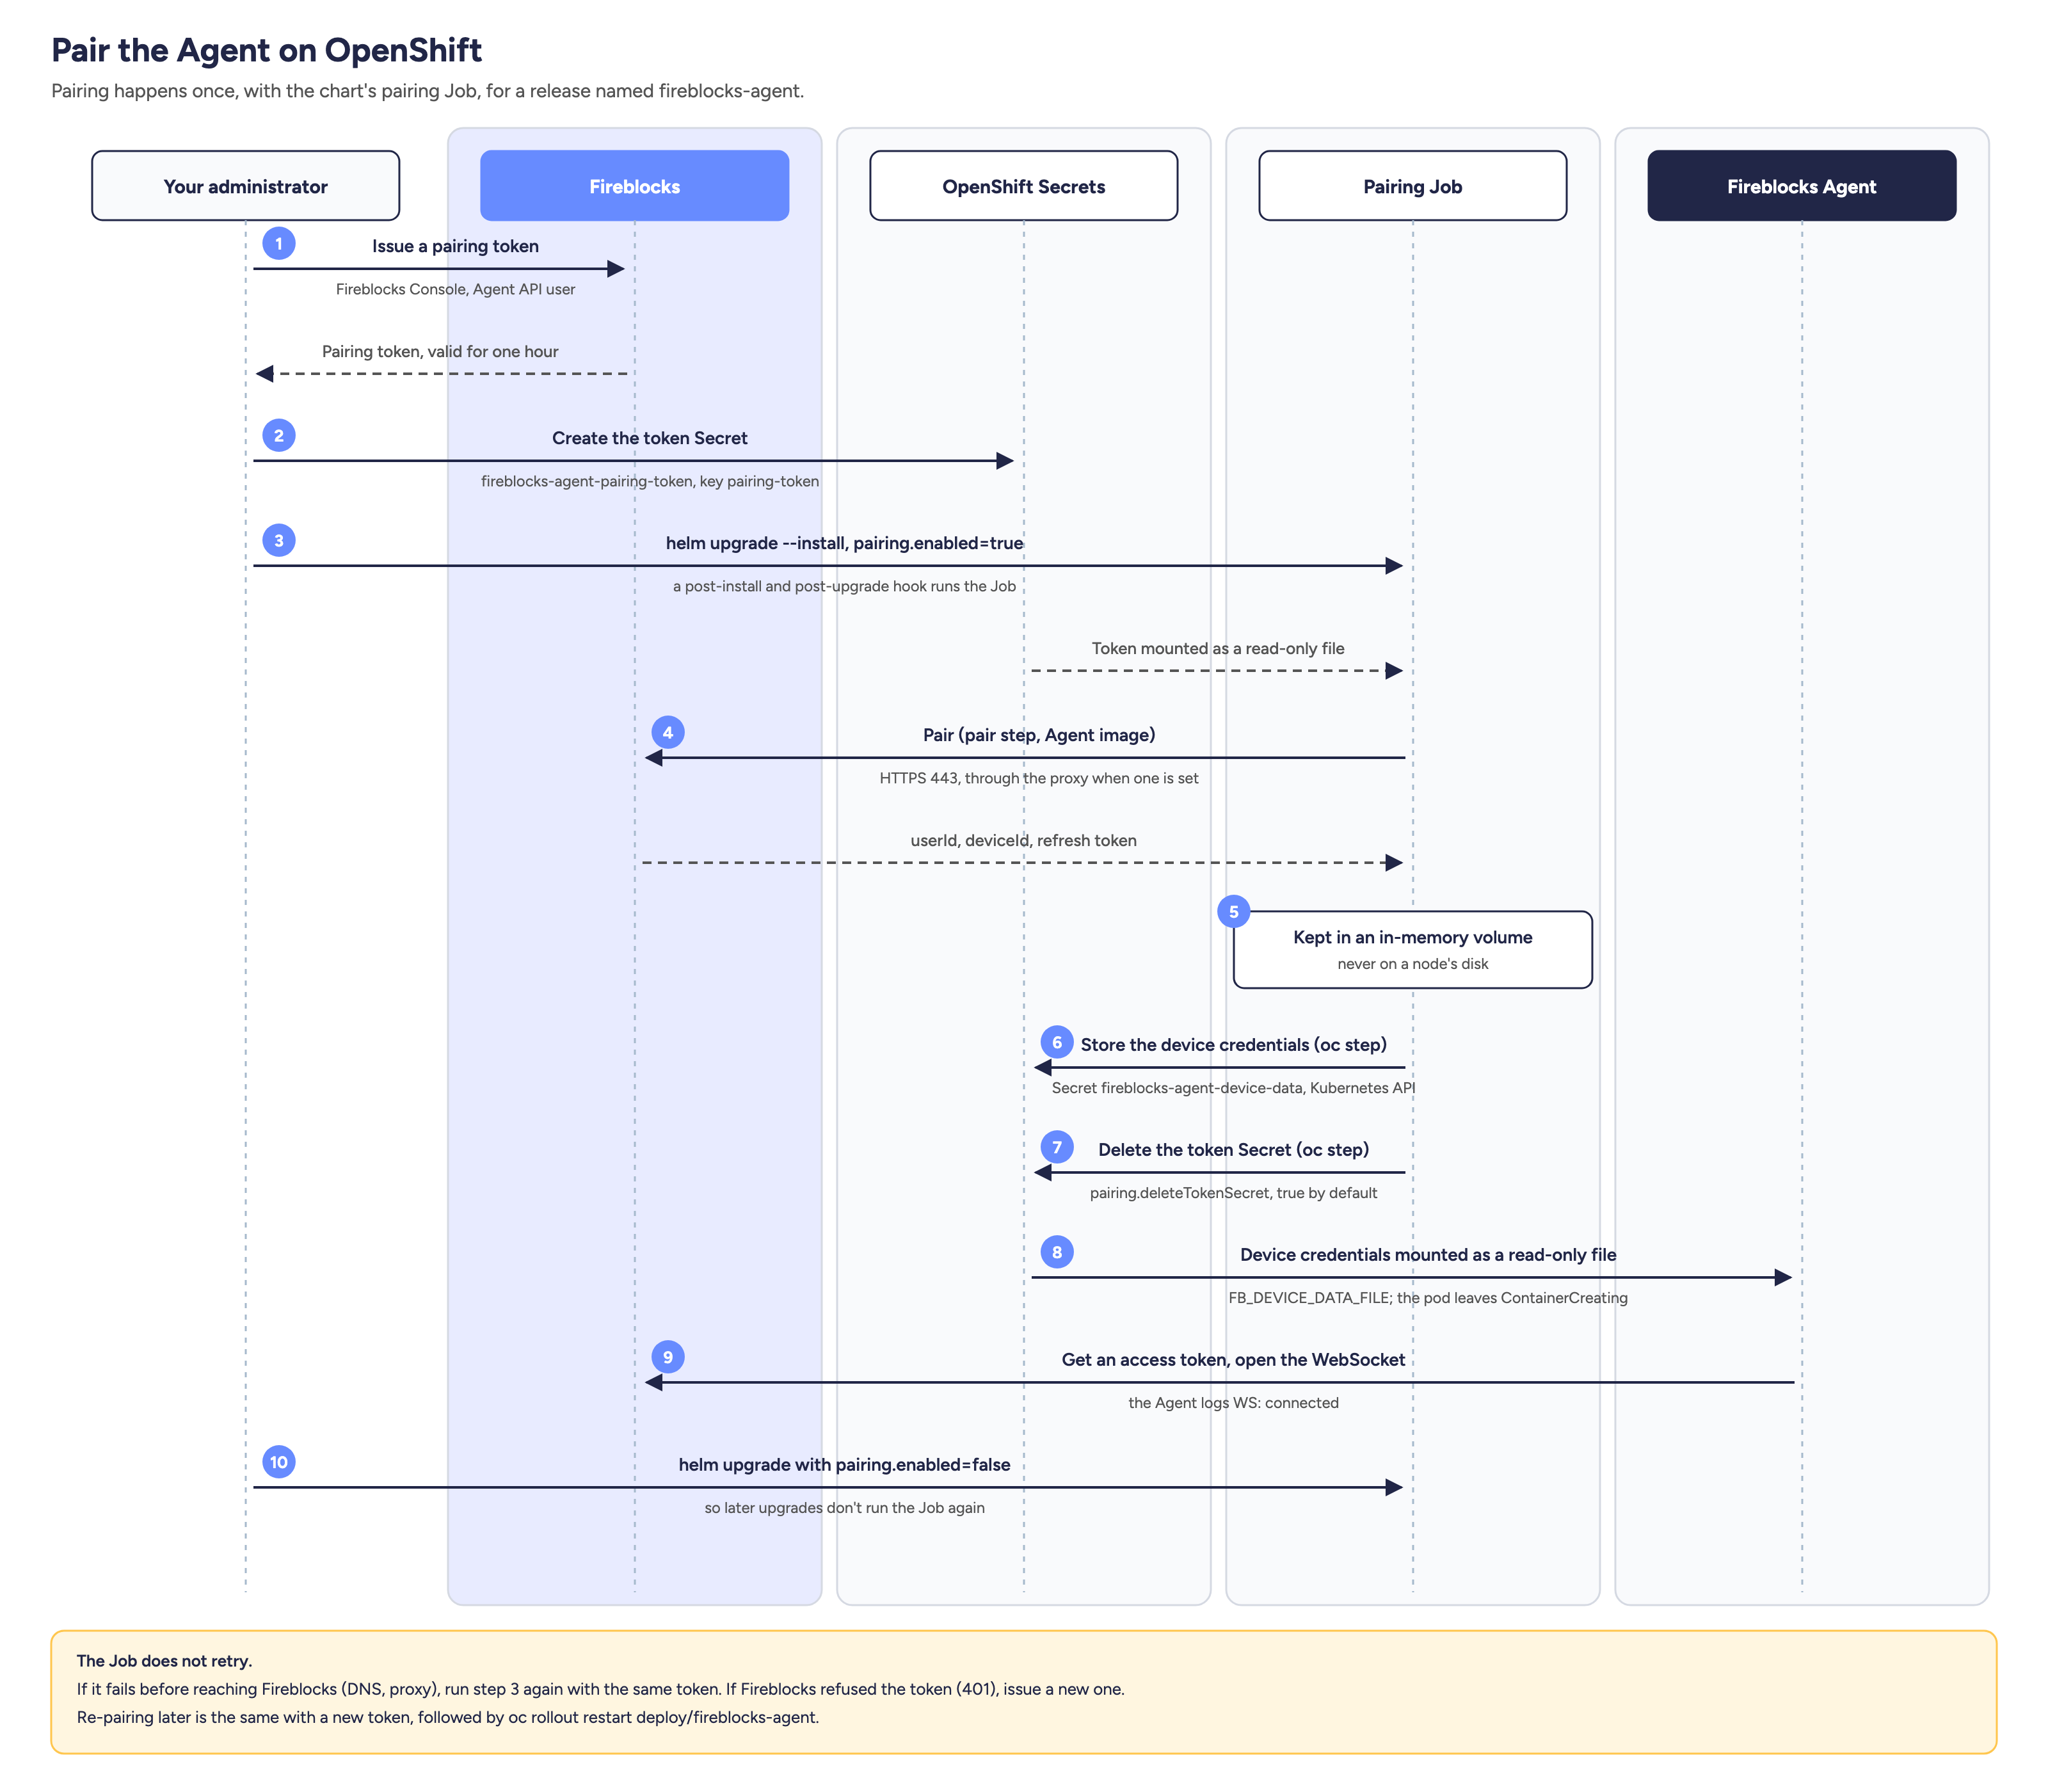 Pair the Agent on OpenShift
Pairing happens once, with the chart's pairing Job, for a release named fireblocks-agent.
Your administrator
Fireblocks
OpenShift Secrets
Pairing Job
Fireblocks Agent
1
Issue a pairing token
Fireblocks Console, Agent API user
Pairing token, valid for one hour
2
Create the token Secret
fireblocks-agent-pairing-token, key pairing-token
3
helm upgrade --install, pairing.enabled=true
a post-install and post-upgrade hook runs the Job
Token mounted as a read-only file
4
Pair (pair step, Agent image)
HTTPS 443, through the proxy when one is set
userId, deviceId, refresh token
5
Kept in an in-memory volume
never on a node's disk
6
Store the device credentials (oc step)
Secret fireblocks-agent-device-data, Kubernetes API
7
Delete the token Secret (oc step)
pairing.deleteTokenSecret, true by default
8
Device credentials mounted as a read-only file
FB_DEVICE_DATA_FILE; the pod leaves ContainerCreating
9
Get an access token, open the WebSocket
the Agent logs WS: connected
10
helm upgrade with pairing.enabled=false
so later upgrades don't run the Job again
The Job does not retry.
If it fails before reaching Fireblocks (DNS, proxy), run step 3 again with the same token. If Fireblocks refused the token (401), issue a new one.
Re-pairing later is the same with a new token, followed by oc rollout restart deploy/fireblocks-agent.